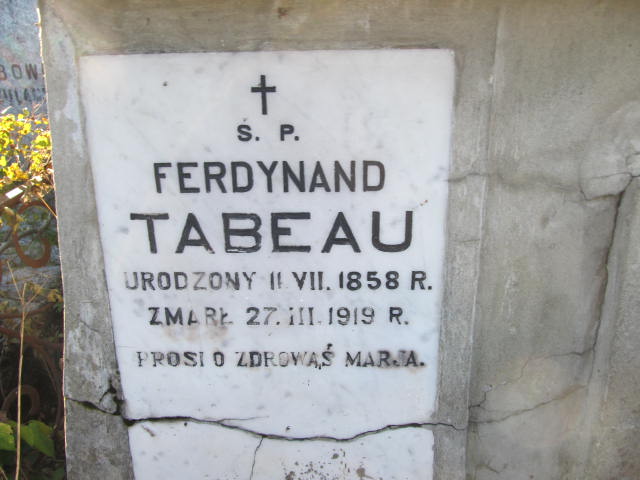 Ś. P.
FERDYNAND
TABEAU
URODZONY 11 VII. 1858 R.
ZMARŁ 27. III. 1919 R.
PROSI O ZDROWAŚ MARJA.